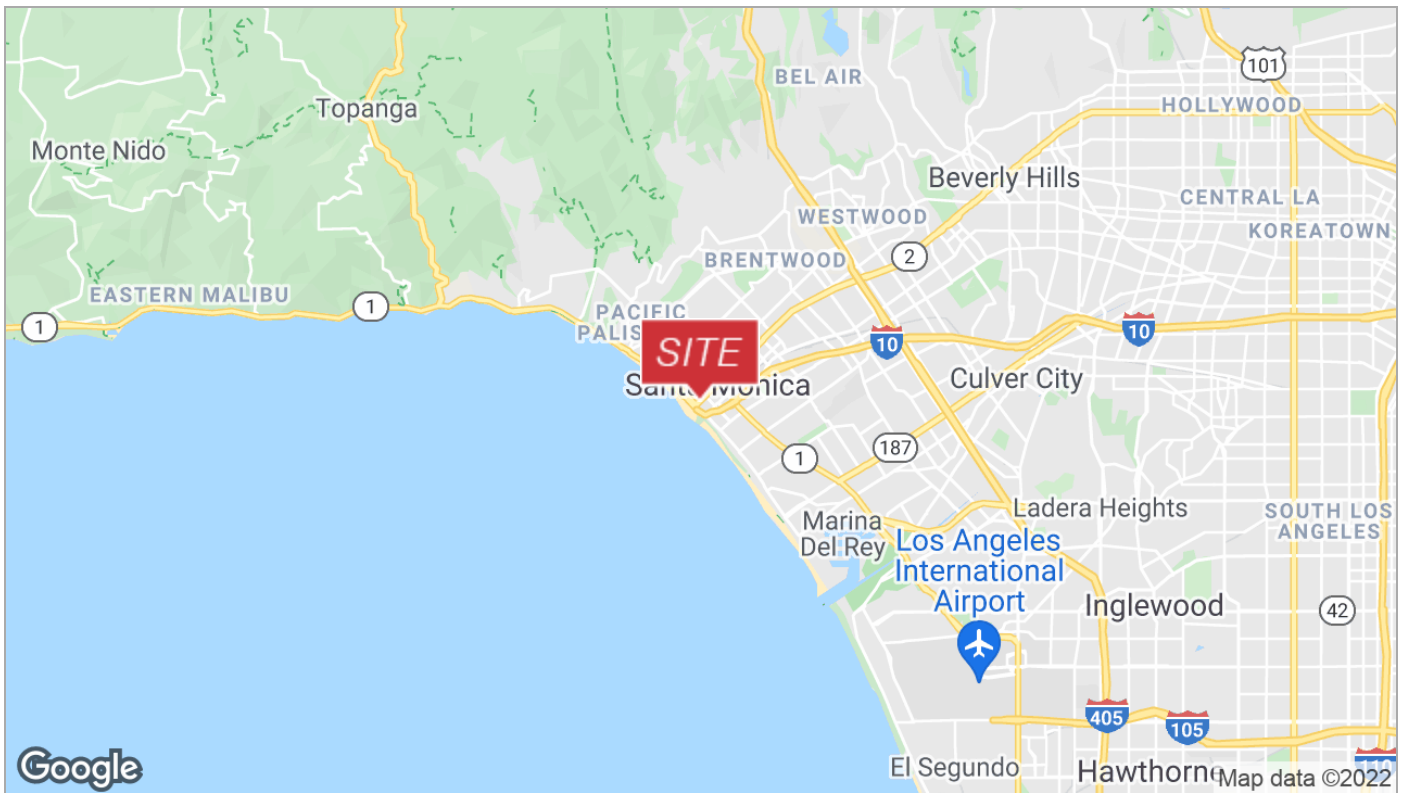 BEL AIR
101
HOLLYWOOD
Topanga
Monte Nido
Beverly Hills
CENTRAL LA
WESTWOOD
KOREATOWN
BRENTWOOD
2
EASTERN MALIBU
1
1
PACIFIC
SITE
10
10
Santa Monica
Culver City
187
1
Ladera Heights
SOUTH LOS
ANGELES
Marina
Del Rey
Los Angeles
International
Airport
Inglewood
42
405
105
110
El Segundo
Hawthorne
Google
Map data ©2022